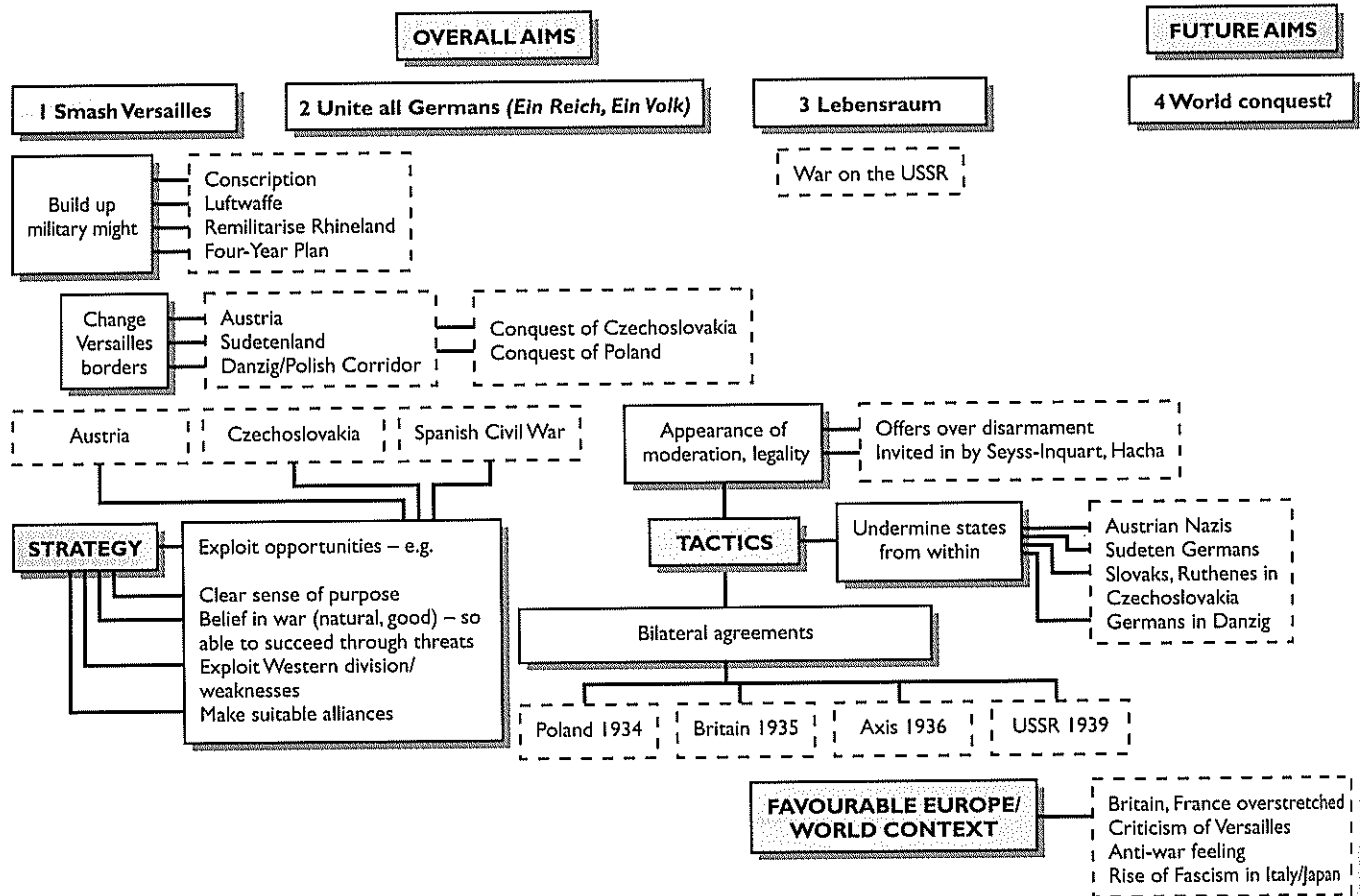 OVERALL AIMS
FUTURE AIMS
1 Smash Versailles
2 Unite all Germans (Ein Reich, Ein Volk)
3 Lebensraum
4 World conquest?
Build up
military might
Conscription
Luftwaffe
Remilitarise Rhineland
Four-Year Plan
War on the USSR
Change
Versailles
borders
Austria
Sudetenland
Danzig/Polish Corridor
Conquest of Czechoslovakia
Conquest of Poland
Austria
Czechoslovakia
Spanish Civil War
Appearance of
moderation, legality
Offers over disarmament
Invited in by Seyss-Inquart, Hacha
STRATEGY
Exploit opportunities – e.g.
Clear sense of purpose
Belief in war (natural, good) – so
able to succeed through threats
Exploit Western division/
weaknesses
Make suitable alliances
TACTICS
Undermine states
from within
Austrian Nazis
Sudeten Germans
Slovaks, Ruthenes in
Czechoslovakia
Germans in Danzig
Bilateral agreements
Poland 1934
Britain 1935
Axis 1936
USSR 1939
FAVOURABLE EUROPE/
WORLD CONTEXT
Britain, France overstretched
Criticism of Versailles
Anti-war feeling
Rise of Fascism in Italy/Japan